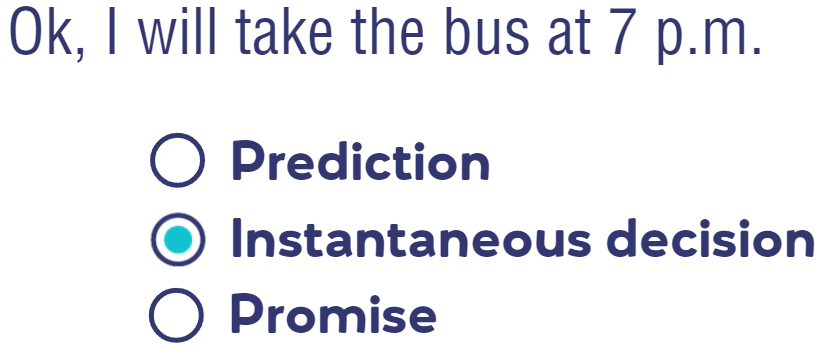 Ok, I will take the bus at 7 p.m.
Prediction
Instantaneous decision
Promise